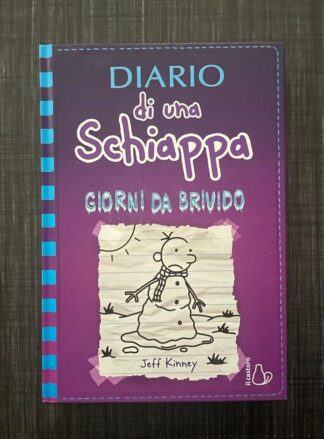 DIARIO
di una
Schiappa
GIORNI DA BRIVIDO
Jeff Kinney
il castoro